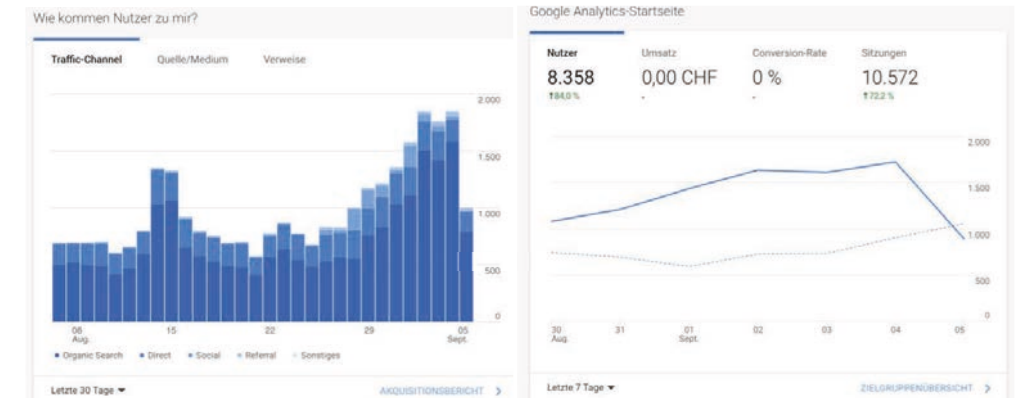 Wie kommen Nutzer zu mir?
Traffic-Channel Quelle/Medium Verweise
2.000
1.500
1.000
500
0
08 15 22 29 05
Aug. Sept.
Organic Search Direct Social Referral Sonstiges
Letzte 30 Tage AKQUISITIONSBERICHT
Google Analytics-Startseite
Nutzer Umsatz Conversion-Rate Sitzungen
8.358 0,00 CHF 0 % 10.572
↑84,0 % - - ↑72,2 %
2.000
1.500
1.000
500
0
30 31 01 02 03 04 05
Aug. Sept.
Letzte 7 Tage ZIELGRUPPENÜBERSICHT